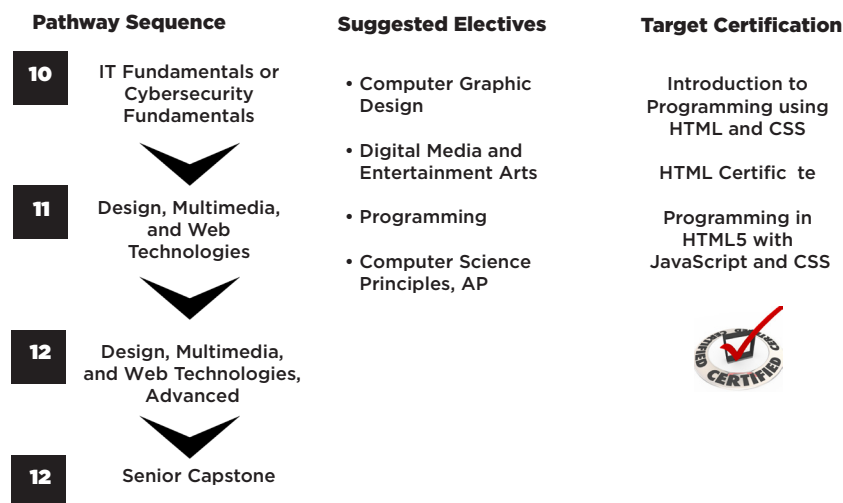 Pathway Sequence
10
IT Fundamentals or
Cybersecurity
Fundamentals
11
Design, Multimedia,
and Web
Technologies
12
Design, Multimedia,
and Web Technologies,
Advanced
12
Senior Capstone
Suggested Electives
• Computer Graphic
Design
• Digital Media and
Entertainment Arts
• Programming
• Computer Science
Principles, AP
Target Certification
Introduction to
Programming using
HTML and CSS
HTML Certific te
Programming in
HTML5 with
JavaScript and CSS
CERTIFIED
CERTIFIED
CERTIFIED